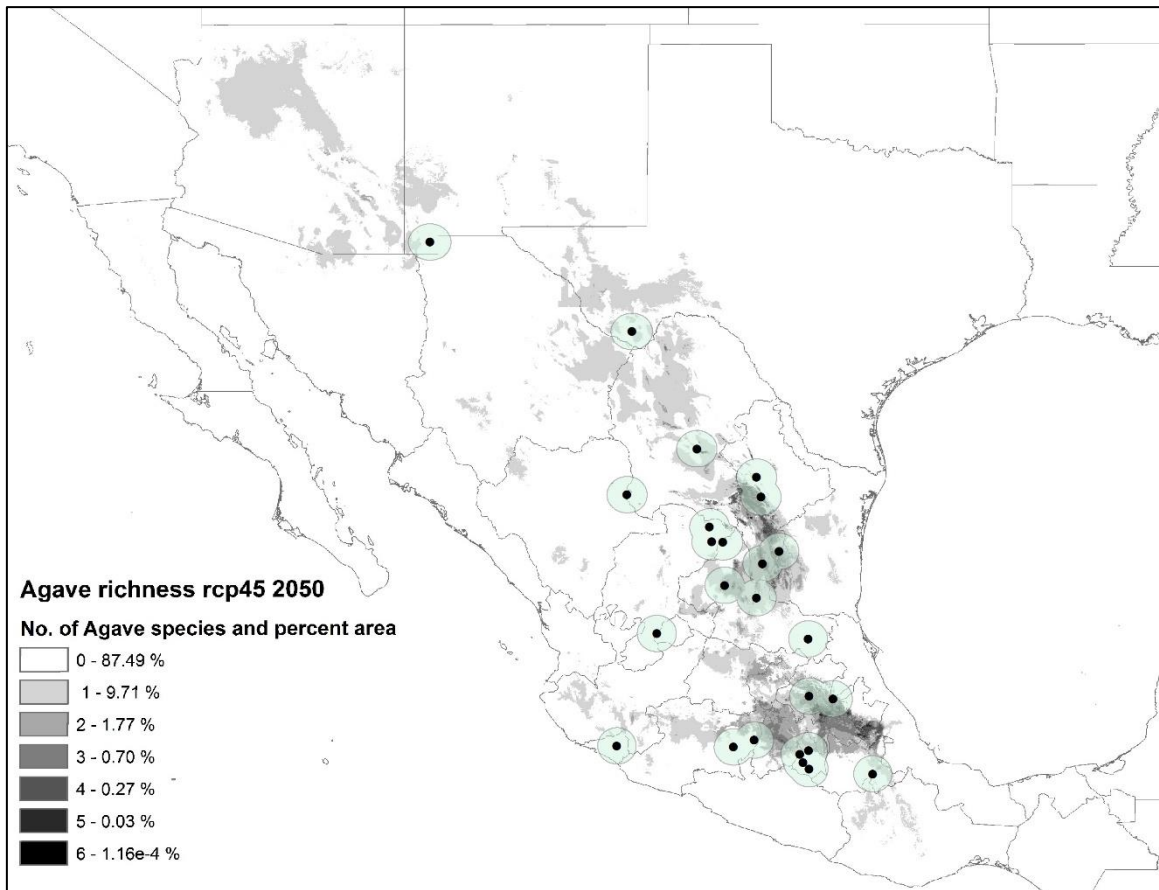 Agave richness rcp45 2050
No. of Agave species and percent area
0 - 87.49 %
1 - 9.71 %
2 - 1.77 %
3 - 0.70 %
4 - 0.27 %
5 - 0.03 %
6 - 1.16e-4 %